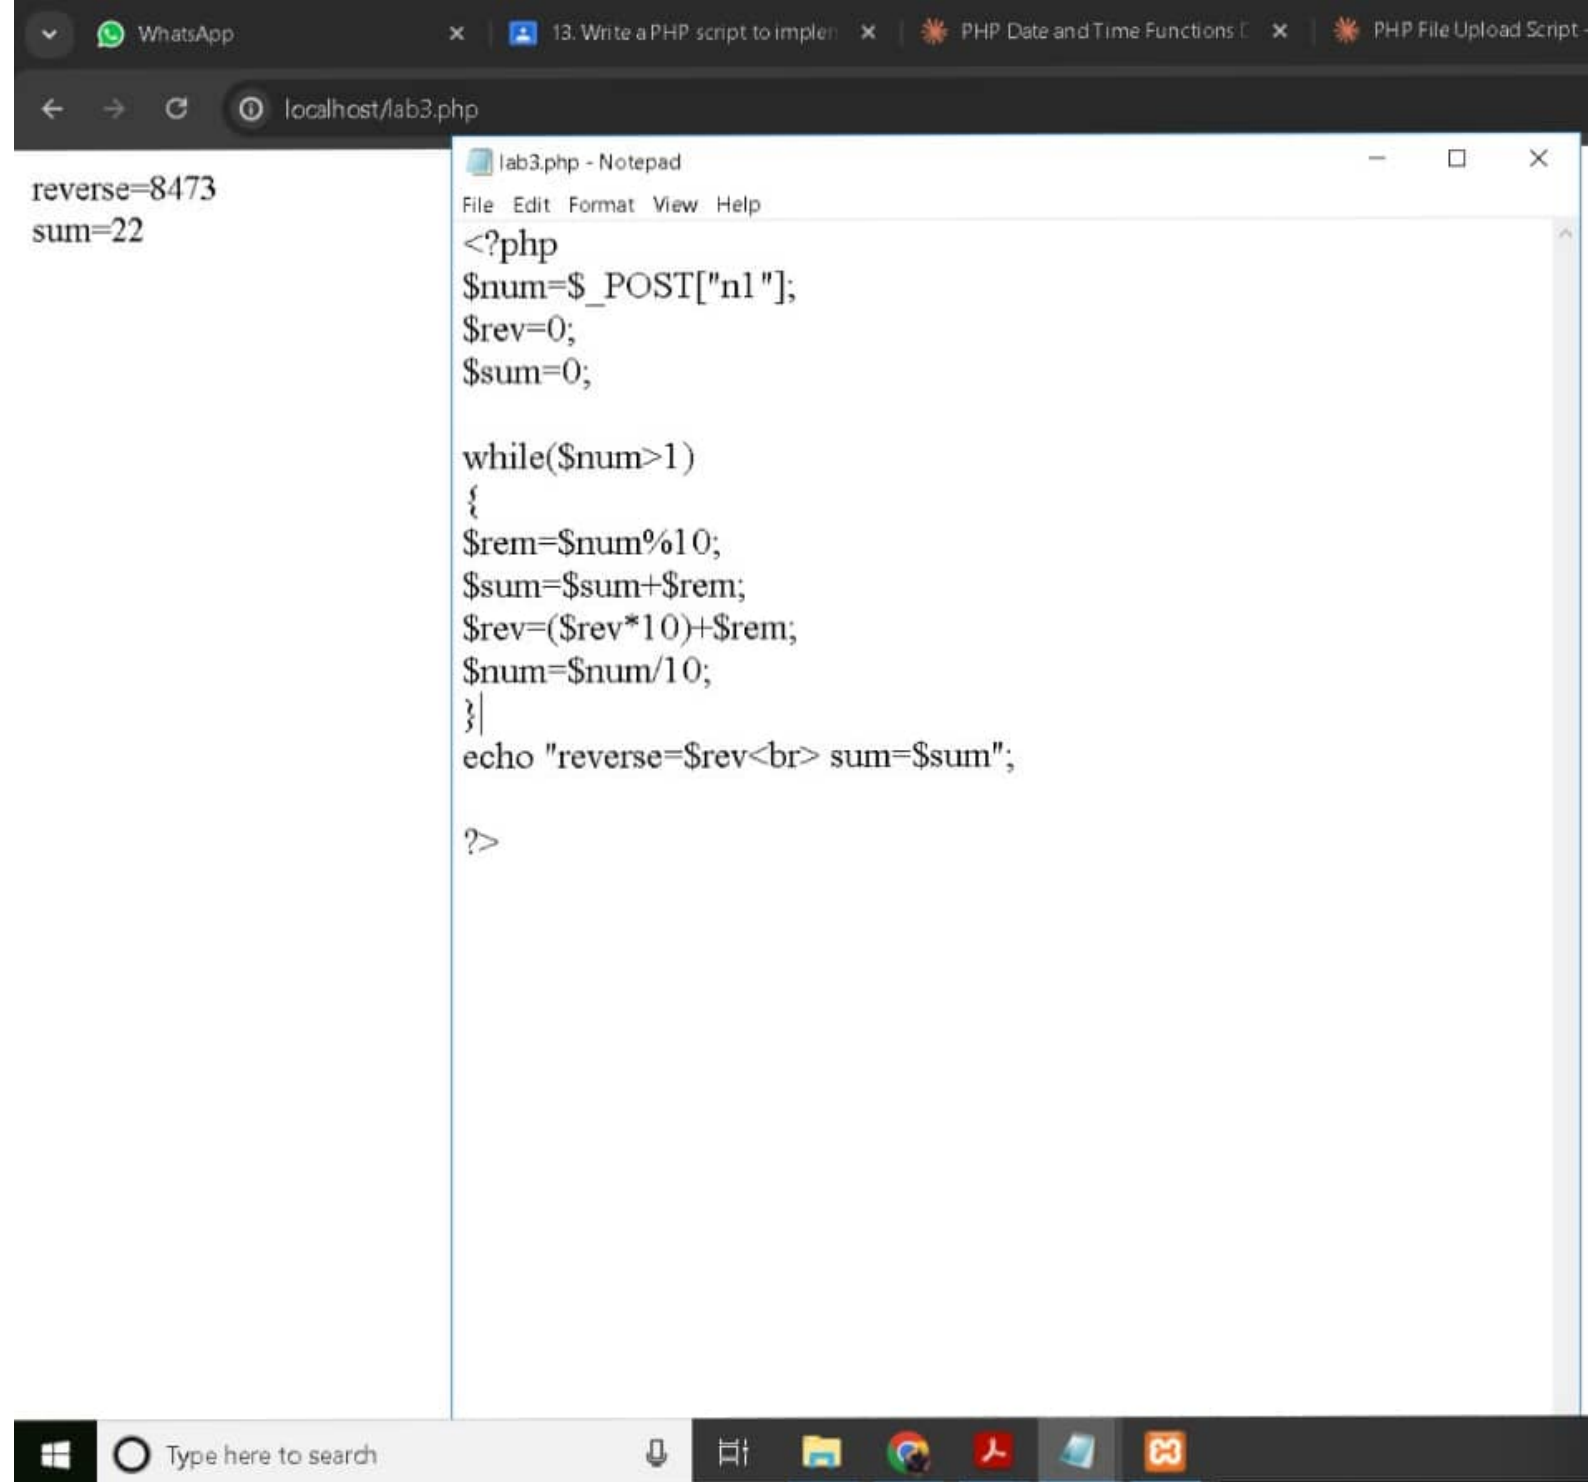 WhatsApp
13. Write a PHP script to implem
PHP Date and Time Functions
PHP File Upload Script -
localhost/lab3.php
reverse=8473
sum=22
lab3.php - Notepad
File Edit Format View Help
<?php
$num=$_POST["n1"];
$rev=0;
$sum=0;
while($num>1)
{
$rem=$num%10;
$sum=$sum+$rem;
$rev=($rev*10)+$rem;
$num=$num/10;
}
echo "reverse=$rev<br> sum=$sum";
?>
Type here to search